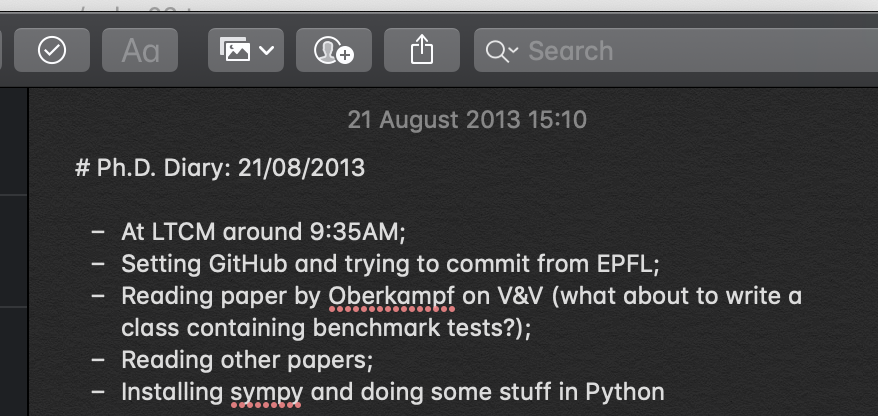 Aa
Search
21 August 2013 15:10
# Ph.D. Diary: 21/08/2013
– At LTCM around 9:35AM;
– Setting GitHub and trying to commit from EPFL;
– Reading paper by Oberkampf on V&V (what about to write a
class containing benchmark tests?);
– Reading other papers;
– Installing sympy and doing some stuff in Python